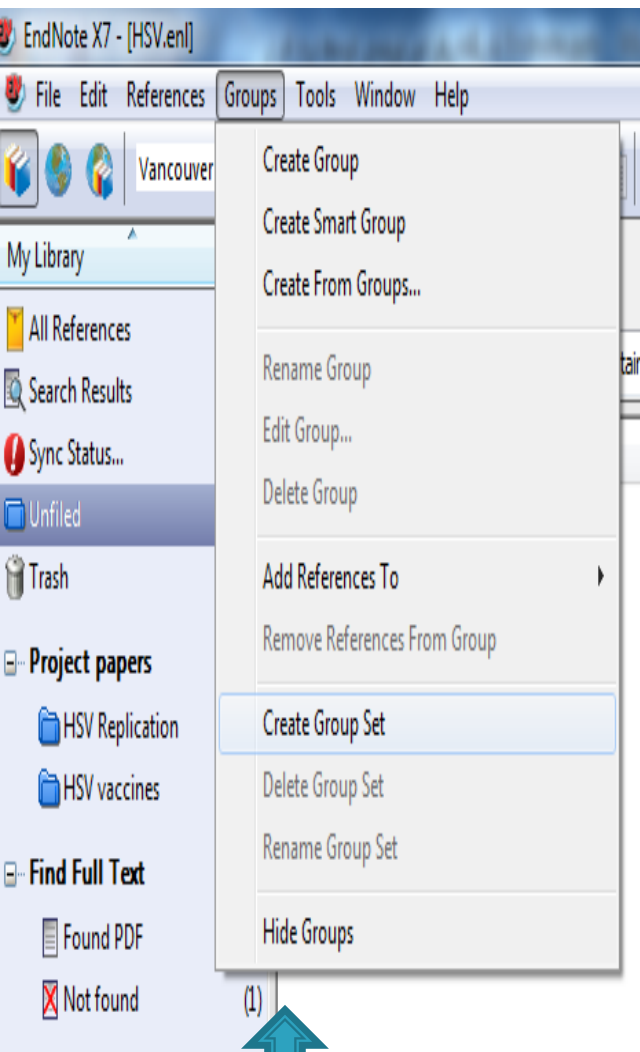 EndNote X7 - [HSV.enl]
File Edit References Groups Tools Window Help
Vancouver
Create Group
Create Smart Group
Create From Groups...
Rename Group
Edit Group...
Delete Group
Add References To
Remove References From Group
Create Group Set
Delete Group Set
Rename Group Set
Hide Groups
My Library
All References
Search Results
Sync Status...
Unfiled
Trash
Project papers
HSV Replication
HSV vaccines
Find Full Text
Found PDF
Not found (1)